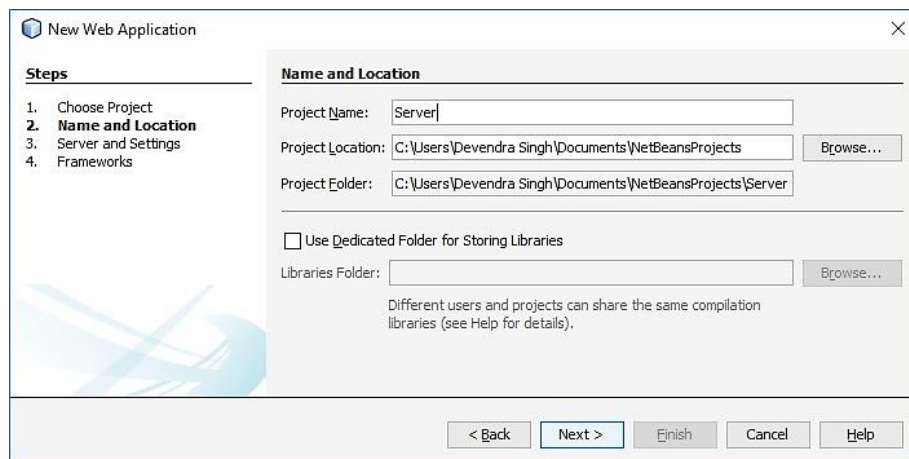 New Web Application
Steps
1. Choose Project
2. Name and Location
3. Server and Settings
4. Frameworks
Name and Location
Project Name: Server
Project Location: C:\Users\Devendra Singh\Documents\NetBeansProjects Browse...
Project Folder: C:\Users\Devendra Singh\Documents\NetBeansProjects\Server
Use Dedicated Folder for Storing Libraries
Libraries Folder: Browse...
Different users and projects can share the same compilation
libraries (see Help for details).
< Back Next > Finish Cancel Help